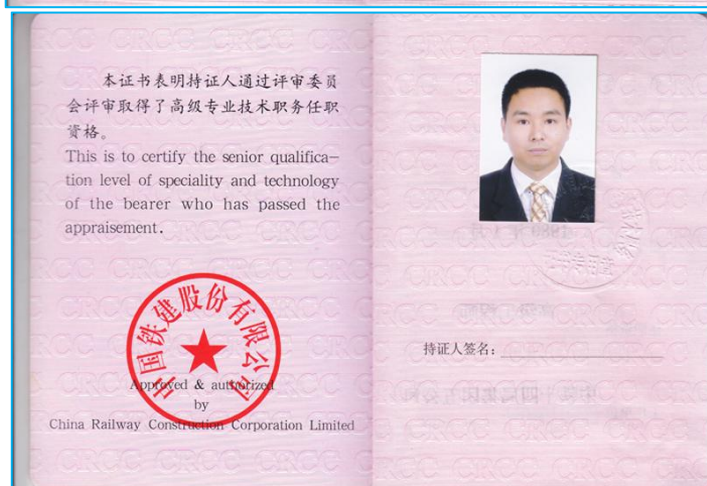 本证书表明持证人通过评审委员
会评审取得了高级专业技术职务任职
资格。
This is to certify the senior qualifica-
tion level of speciality and technology
of the bearer who has passed the
appraisement.
中国铁建股份有限公司
Approved & authorized
by
China Railway Construction Corporation Limited
持证人签名：